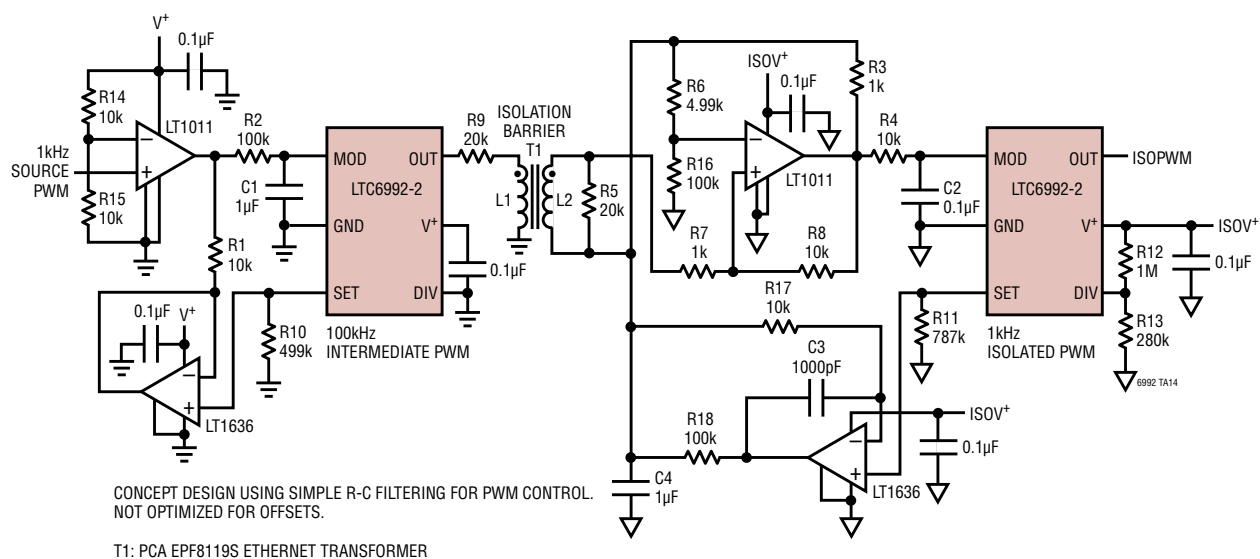 V+
0.1µF
R14
10k
LT1011
R2
100k
1kHz
SOURCE
PWM
−
+
R15
10k
C1
1µF
R1
10k
MOD
OUT
LTC6992-2
GND
V+
SET
DIV
R9
20k
ISOLATION
BARRIER
T1
L1
L2
R5
20k
0.1µF
R10
499k
100kHz
INTERMEDIATE PWM
0.1µF
V+
−
+
LT1636
ISOV+
0.1µF
R6
4.99k
R3
1k
R16
100k
−
+
LT1011
R4
10k
C2
0.1µF
R7
1k
R8
10k
R17
10k
C3
1000pF
R18
100k
C4
1µF
−
+
LT1636
ISOV+
0.1µF
R11
787k
MOD
OUT
LTC6992-2
GND
V+
SET
DIV
1kHz
ISOLATED PWM
ISOPWM
ISOV+
R12
1M
0.1µF
R13
280k
6992 TA14
CONCEPT DESIGN USING SIMPLE R-C FILTERING FOR PWM CONTROL.
NOT OPTIMIZED FOR OFFSETS.
T1: PCA EPF8119S ETHERNET TRANSFORMER